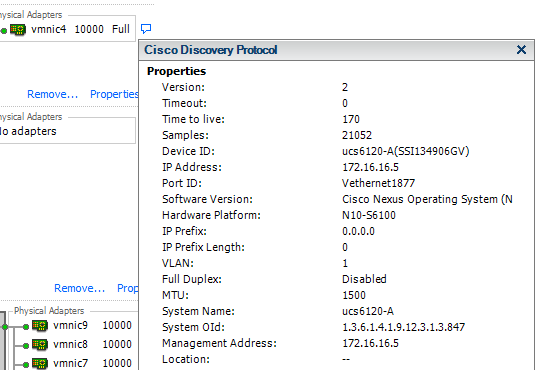 Physical Adapters
vmnic4 10000 Full
Cisco Discovery Protocol
Properties
Version: 2
Timeout: 0
Time to live: 170
Samples: 21052
Device ID: ucs6120-A(SSI134906GV)
IP Address: 172.16.16.5
Port ID: Vethernet1877
Software Version: Cisco Nexus Operating System (N
Hardware Platform: N10-S6100
IP Prefix: 0.0.0.0
IP Prefix Length: 0
VLAN: 1
Full Duplex: Disabled
MTU: 1500
System Name: ucs6120-A
System OId: 1.3.6.1.4.1.9.12.3.1.3.847
Management Address: 172.16.16.5
Location: --
Remove... Properties
hysical Adapters
lo adapters
Remove... Prop
Physical Adapters
vmnic9 10000
vmnic8 10000
vmnic7 10000